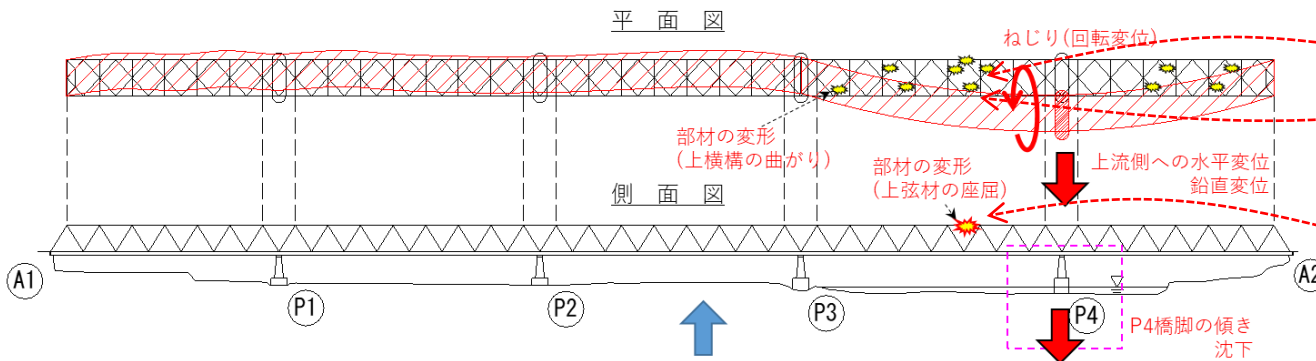 平 面 図
ねじり(回転変位)
部材の変形
(上横構の曲がり)
部材の変形
(上弦材の座屈)
上流側への水平変位
鉛直変位
側 面 図
A1
P1
P2
P3
P4
A2
P4橋脚の傾き
沈下